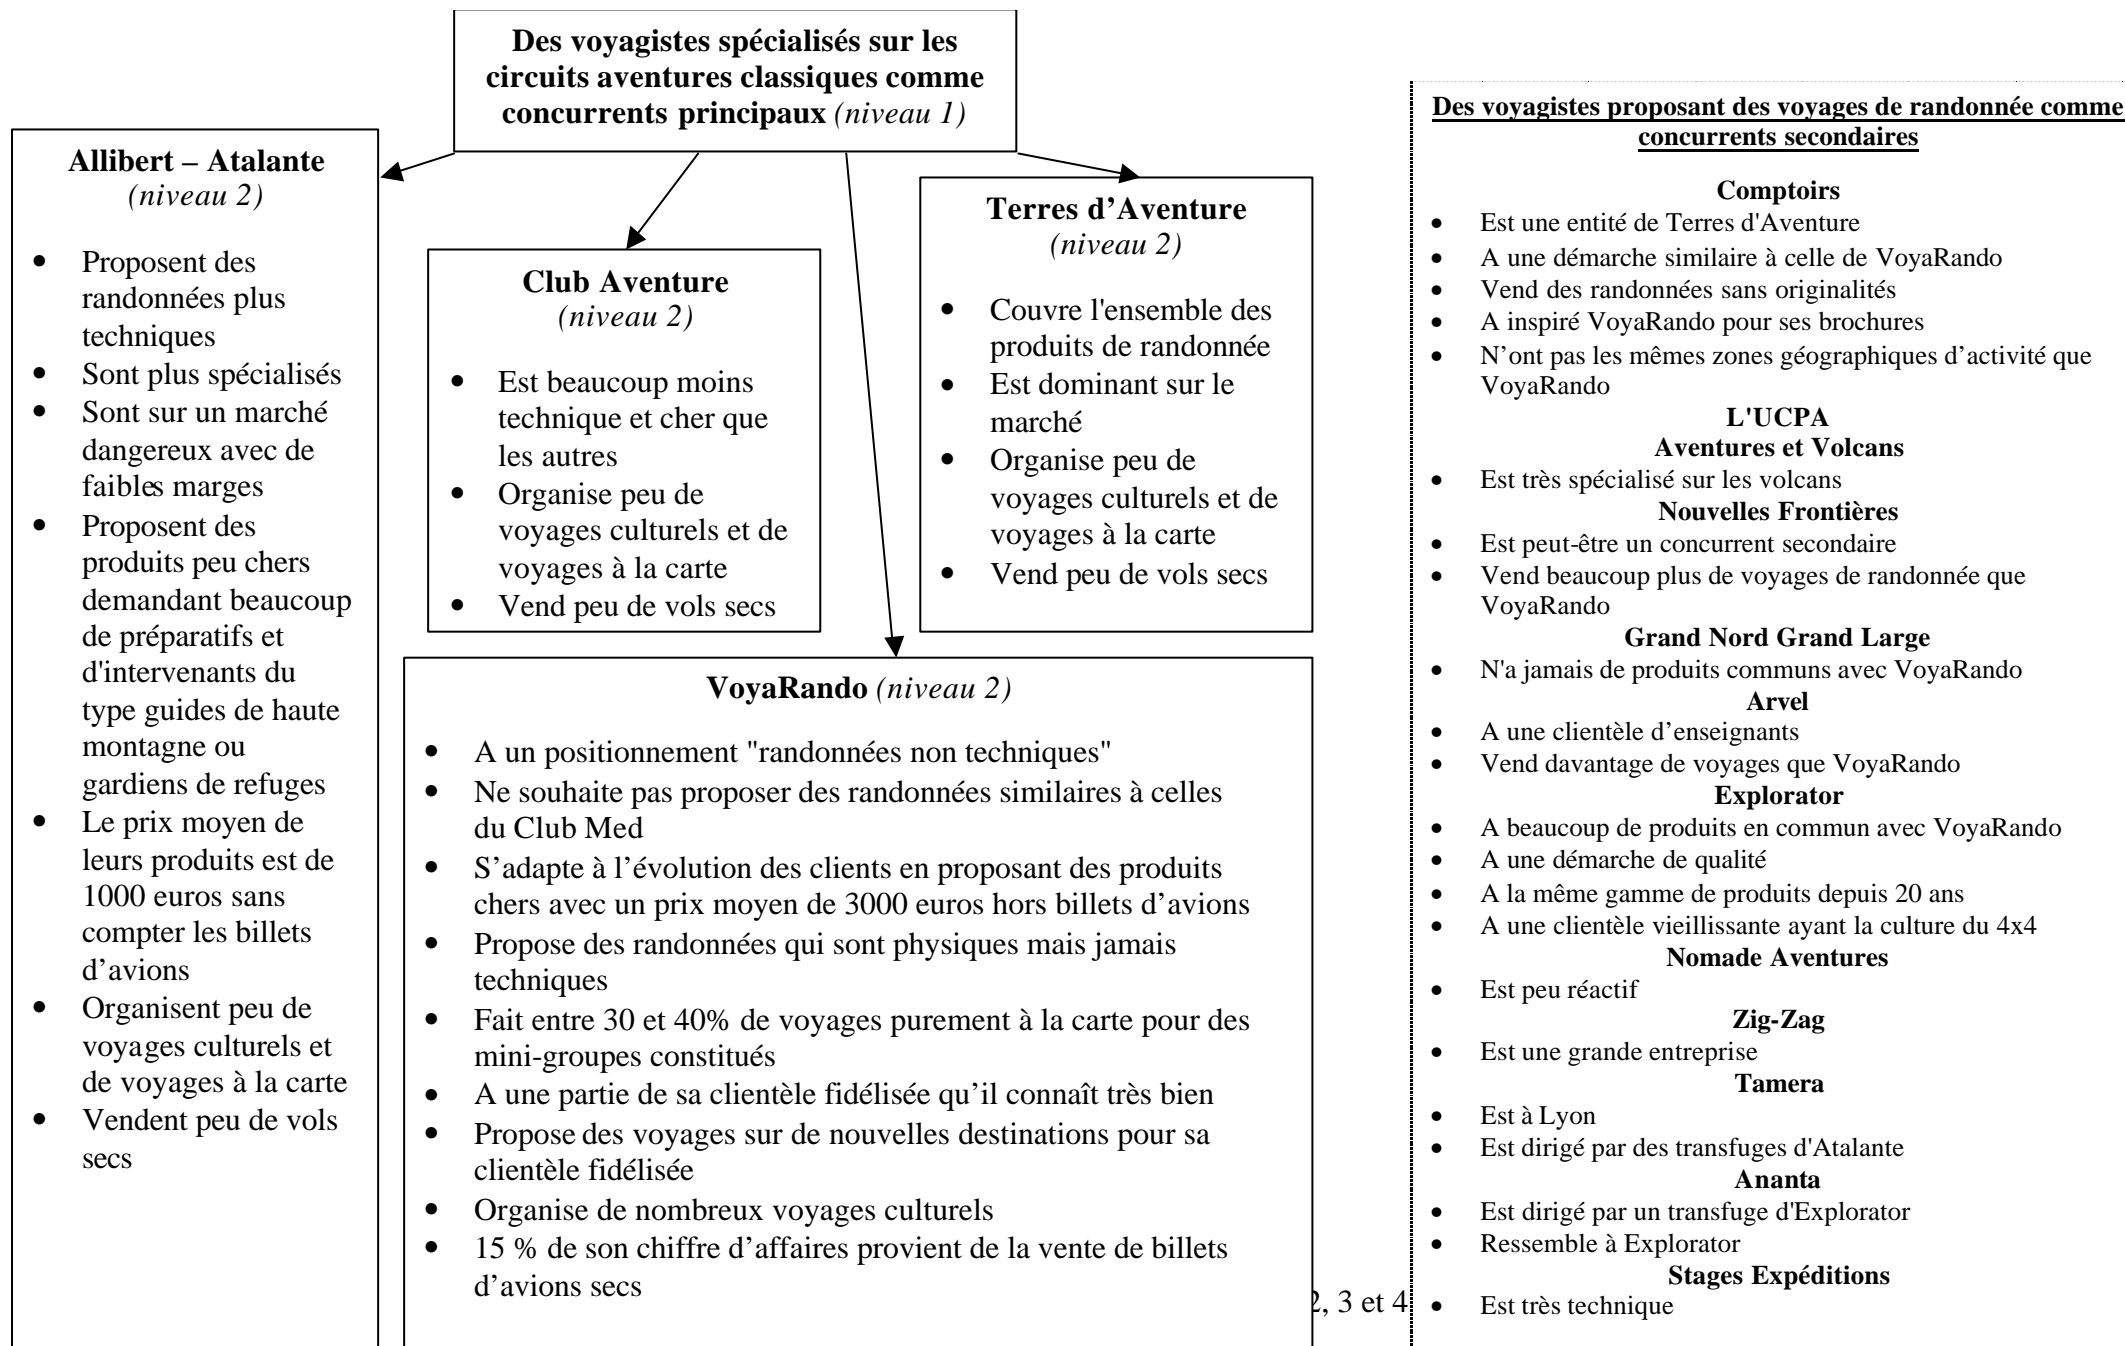 Des voyagistes spécialisés sur les
circuits aventures classiques comme
concurrents principaux (niveau 1)
Allibert – Atalante
(niveau 2)
• Proposent des
randonnées plus
techniques
• Sont plus spécialisés
• Sont sur un marché
dangereux avec de
faibles marges
• Proposent des
produits peu chers
demandant beaucoup
de préparatifs et
d'intervenants du
type guides de haute
montagne ou
gardiens de refuges
• Le prix moyen de
leurs produits est de
1000 euros sans
compter les billets
d’avions
• Organisent peu de
voyages culturels et
de voyages à la carte
• Vendent peu de vols
secs
Club Aventure
(niveau 2)
• Est beaucoup moins
technique et cher que
les autres
• Organise peu de
voyages culturels et de
voyages à la carte
• Vend peu de vols secs
Terres d’Aventure
(niveau 2)
• Couvre l'ensemble des
produits de randonnée
• Est dominant sur le
marché
• Organise peu de
voyages culturels et de
voyages à la carte
• Vend peu de vols secs
VoyaRando (niveau 2)
• A un positionnement "randonnées non techniques"
• Ne souhaite pas proposer des randonnées similaires à celles
du Club Med
• S’adapte à l’évolution des clients en proposant des produits
chers avec un prix moyen de 3000 euros hors billets d’avions
• Propose des randonnées qui sont physiques mais jamais
techniques
• Fait entre 30 et 40% de voyages purement à la carte pour des
mini-groupes constitués
• A une partie de sa clientèle fidélisée qu’il connaît très bien
• Propose des voyages sur de nouvelles destinations pour sa
clientèle fidélisée
• Organise de nombreux voyages culturels
• 15 % de son chiffre d’affaires provient de la vente de billets
d’avions secs
, 3 et 4
Des voyagistes proposant des voyages de randonnée comme
concurrents secondaires
Comptoirs
• Est une entité de Terres d'Aventure
• A une démarche similaire à celle de VoyaRando
• Vend des randonnées sans originalités
• A inspiré VoyaRando pour ses brochures
• N’ont pas les mêmes zones géographiques d’activité que
VoyaRando
L'UCPA
Aventures et Volcans
• Est très spécialisé sur les volcans
Nouvelles Frontières
• Est peut-être un concurrent secondaire
• Vend beaucoup plus de voyages de randonnée que
VoyaRando
Grand Nord Grand Large
• N'a jamais de produits communs avec VoyaRando
Arvel
• A une clientèle d’enseignants
• Vend davantage de voyages que VoyaRando
Explorator
• A beaucoup de produits en commun avec VoyaRando
• A une démarche de qualité
• A la même gamme de produits depuis 20 ans
• A une clientèle vieillissante ayant la culture du 4x4
Nomade Aventures
• Est peu réactif
Zig-Zag
• Est une grande entreprise
Tamera
• Est à Lyon
• Est dirigé par des transfuges d'Atalante
Ananta
• Est dirigé par un transfuge d'Explorator
• Ressemble à Explorator
Stages Expéditions
• Est très technique